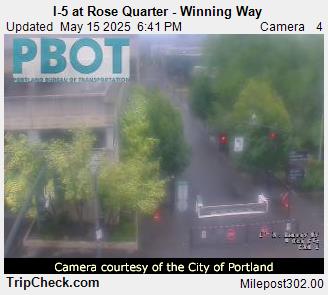 I-5 at Rose Quarter - Winning Way
Updated May 15 2025 6:41 PM Camera 4
PBOT
PORTLAND BUREAU OF TRANSPORTATION
Camera courtesy of the City of Portland
TripCheck.com Milepost302.00